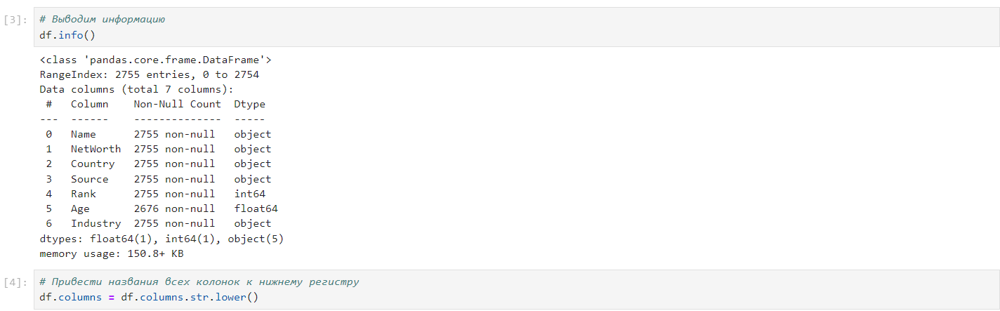 [3]:
# Выводим информацию
df.info()
<class 'pandas.core.frame.DataFrame'>
RangeIndex: 2755 entries, 0 to 2754
Data columns (total 7 columns):
 #   Column    Non-Null Count  Dtype
---  ------    --------------  -----
 0   Name      2755 non-null   object
 1   NetWorth  2755 non-null   object
 2   Country   2755 non-null   object
 3   Source    2755 non-null   object
 4   Rank      2755 non-null   int64
 5   Age       2676 non-null   float64
 6   Industry  2755 non-null   object
dtypes: float64(1), int64(1), object(5)
memory usage: 150.8+ KB
[4]:
# Привести названия всех колонок к нижнему регистру
df.columns = df.columns.str.lower()